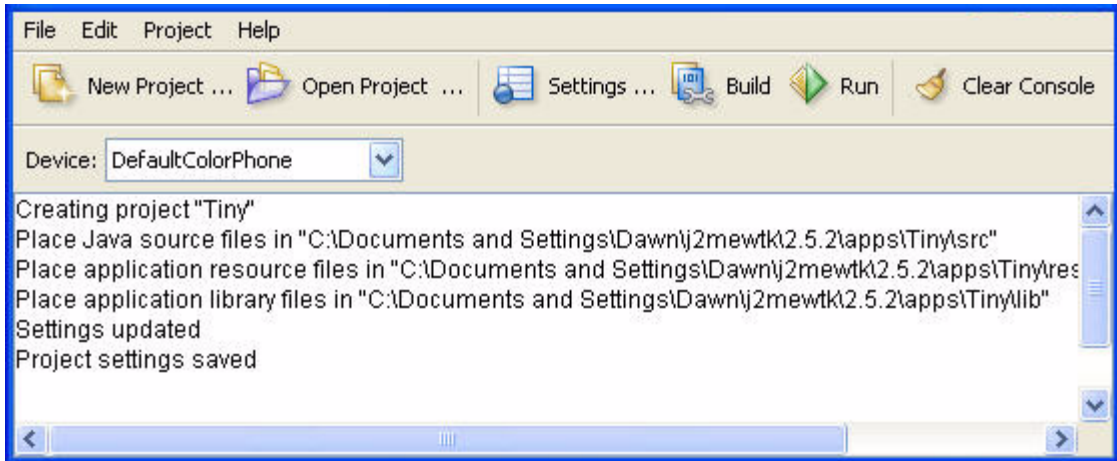 File Edit Project Help
New Project ... Open Project ... Settings ... Build Run Clear Console
Device: DefaultColorPhone
Creating project "Tiny"
Place Java source files in "C:\Documents and Settings\Dawn\j2mewtk\2.5.2\apps\Tiny\src"
Place application resource files in "C:\Documents and Settings\Dawn\j2mewtk\2.5.2\apps\Tiny\res
Place application library files in "C:\Documents and Settings\Dawn\j2mewtk\2.5.2\apps\Tiny\lib"
Settings updated
Project settings saved